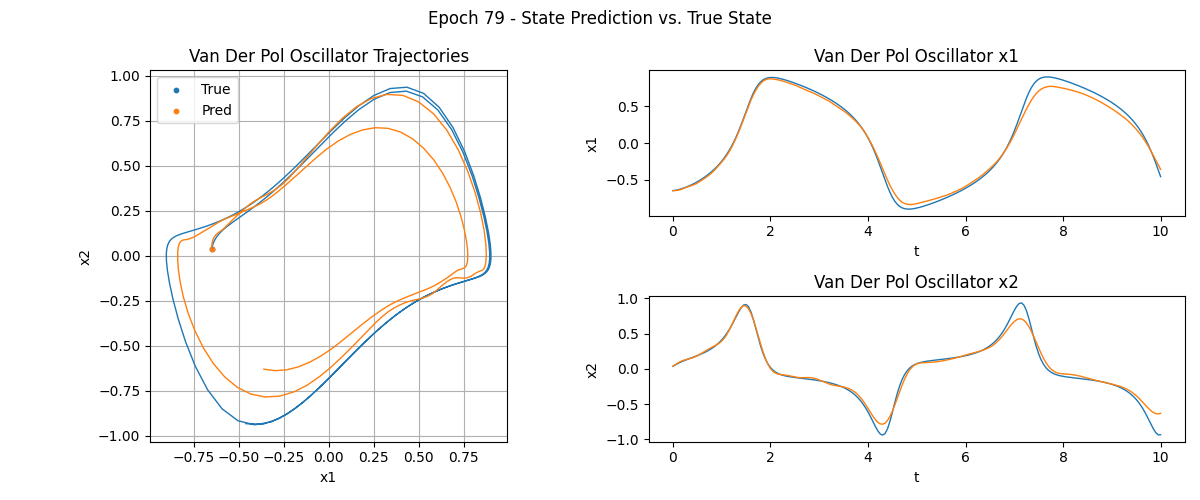 Epoch 79 - State Prediction vs. True State
Van Der Pol Oscillator Trajectories
True
Pred
1.00
0.75
0.50
0.25
0.00
−0.25
−0.50
−0.75
−1.00
x2
−0.75 −0.50 −0.25 0.00 0.25 0.50 0.75
x1
Van Der Pol Oscillator x1
0.5
0.0
−0.5
x1
0 2 4 6 8 10
t
Van Der Pol Oscillator x2
1.0
0.5
0.0
−0.5
−1.0
x2
0 2 4 6 8 10
t